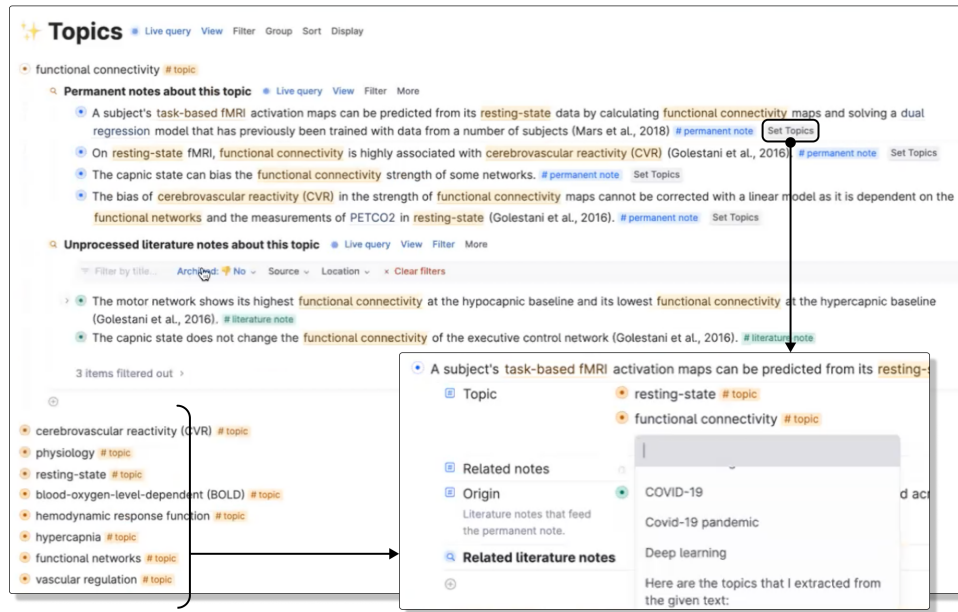 Topics Live query View Filter Group Sort Display
functional connectivity # topic
Permanent notes about this topic Live query View Filter More
A subject's task-based fMRI activation maps can be predicted from its resting-state data by calculating functional connectivity maps and solving a dual
regression model that has previously been trained with data from a number of subjects (Mars et al., 2018) # permanent note Set Topics
On resting-state fMRI, functional connectivity is highly associated with cerebrovascular reactivity (CVR) (Golestani et al., 2016). # permanent note Set Topics
The capnic state can bias the functional connectivity strength of some networks. # permanent note Set Topics
The bias of cerebrovascular reactivity (CVR) in the strength of functional connectivity maps cannot be corrected with a linear model as it is dependent on the
functional networks and the measurements of PETCO2 in resting-state (Golestani et al., 2016). # permanent note Set Topics
Unprocessed literature notes about this topic Live query View Filter More
Filter by title... Archived: No Source Location × Clear filters
The motor network shows its highest functional connectivity at the hypocapnic baseline and its lowest functional connectivity at the hypercapnic baseline
(Golestani et al., 2016). # literature note
The capnic state does not change the functional connectivity of the executive control network (Golestani et al., 2016). # literature note
3 items filtered out
cerebrovascular reactivity (CVR) # topic
physiology # topic
resting-state # topic
blood-oxygen-level-dependent (BOLD) # topic
hemodynamic response function # topic
hypercapnia # topic
functional networks # topic
vascular regulation # topic
A subject's task-based fMRI activation maps can be predicted from its resting-s
Topic
resting-state # topic
functional connectivity # topic
Related notes
Origin
Literature notes that feed
the permanent note.
Related literature notes
COVID-19
Covid-19 pandemic
Deep learning
Here are the topics that I extracted from
the given text: